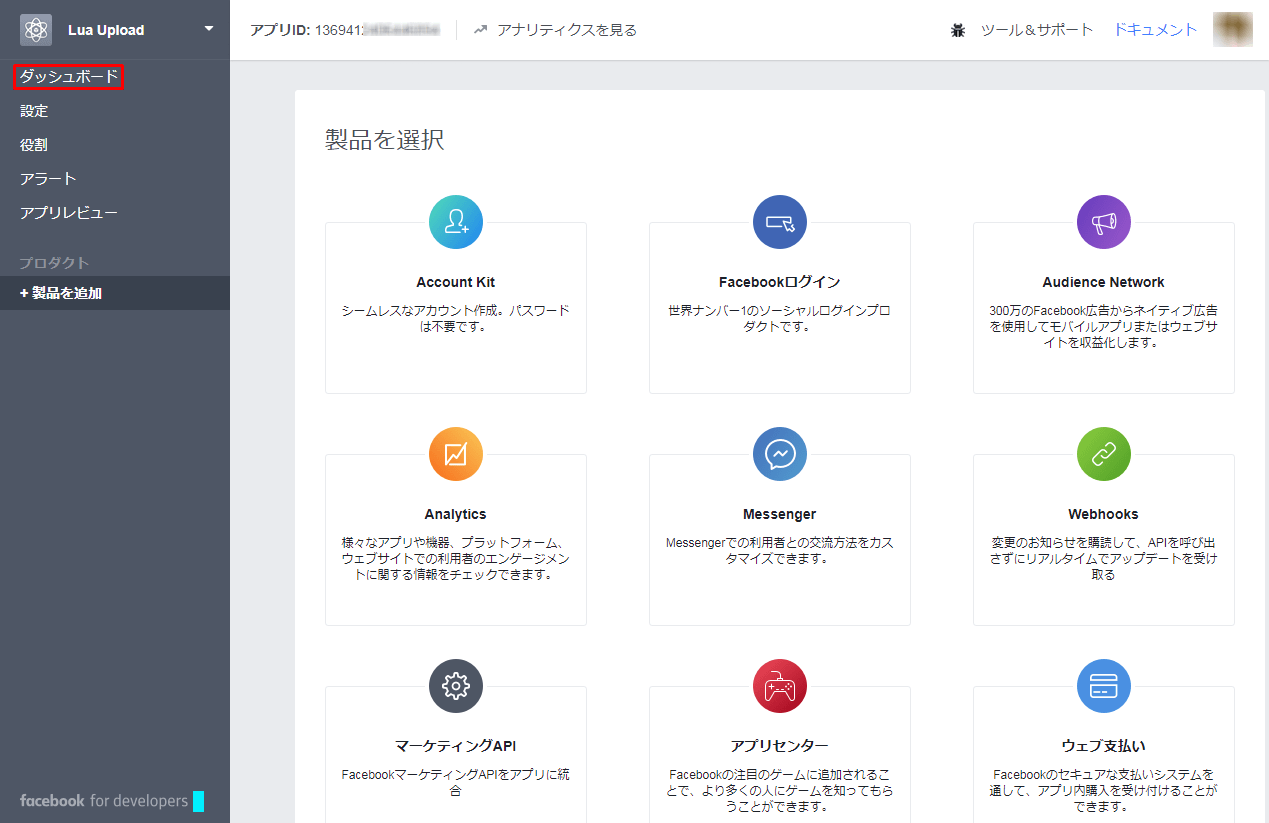 Lua Upload
アプリID: 136941
アナリティクスを見る
ツール＆サポート
ドキュメント
ダッシュボード
設定
役割
アラート
アプリレビュー
プロダクト
+ 製品を追加
facebook for developers
製品を選択
Account Kit
シームレスなアカウント作成。パスワード
は不要です。
Facebookログイン
世界ナンバー1のソーシャルログインプロ
ダクトです。
Audience Network
300万のFacebook広告からネイティブ広告
を使用してモバイルアプリまたはウェブサ
イトを収益化します。
Analytics
様々なアプリや機器、プラットフォーム、
ウェブサイトでの利用者のエンゲージメン
トに関する情報をチェックできます。
Messenger
Messengerでの利用者との交流方法をカス
タマイズできます。
Webhooks
変更のお知らせを購読して、APIを呼び出
さずにリアルタイムでアップデートを受け
取る
マーケティングAPI
FacebookマーケティングAPIをアプリに統
合
アプリセンター
Facebookの注目のゲームに追加されるこ
とで、より多くの人にゲームを知ってもら
うことができます。
ウェブ支払い
Facebookのセキュアな支払いシステムを
通して、アプリ内購入を受け付けることが
できます。